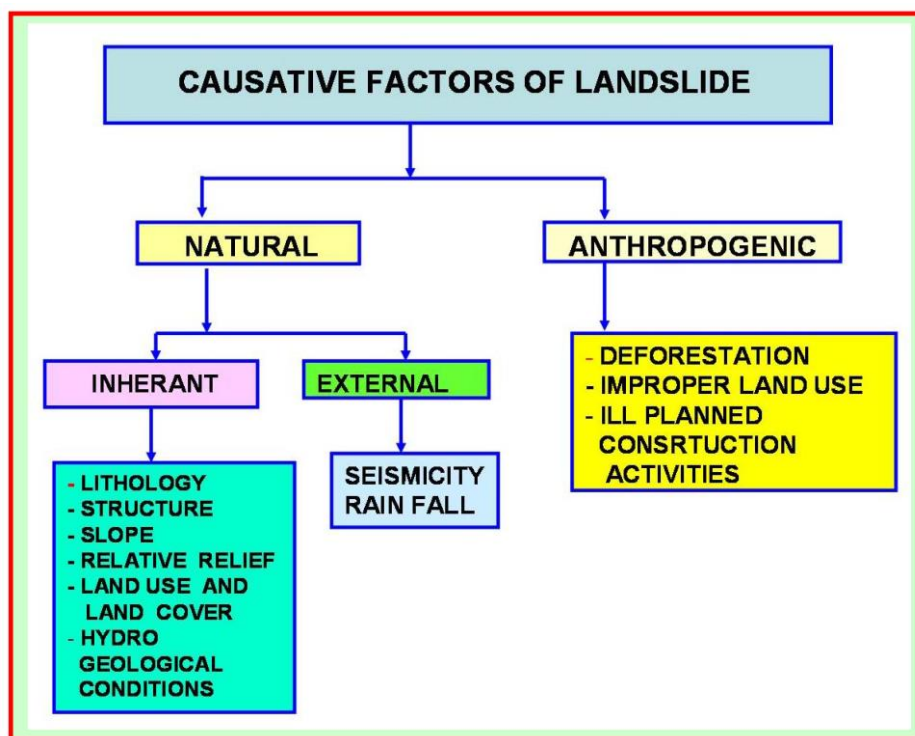 CAUSATIVE FACTORS OF LANDSLIDE
NATURAL
ANTHROPOGENIC
INHERANT
EXTERNAL
- DEFORESTATION
- IMPROPER LAND USE
- ILL PLANNED
CONSRTUCTION
ACTIVITIES
- LITHOLOGY
- STRUCTURE
- SLOPE
- RELATIVE RELIEF
- LAND USE AND
LAND COVER
- HYDRO
GEOLOGICAL
CONDITIONS
SEISMICITY
RAIN FALL